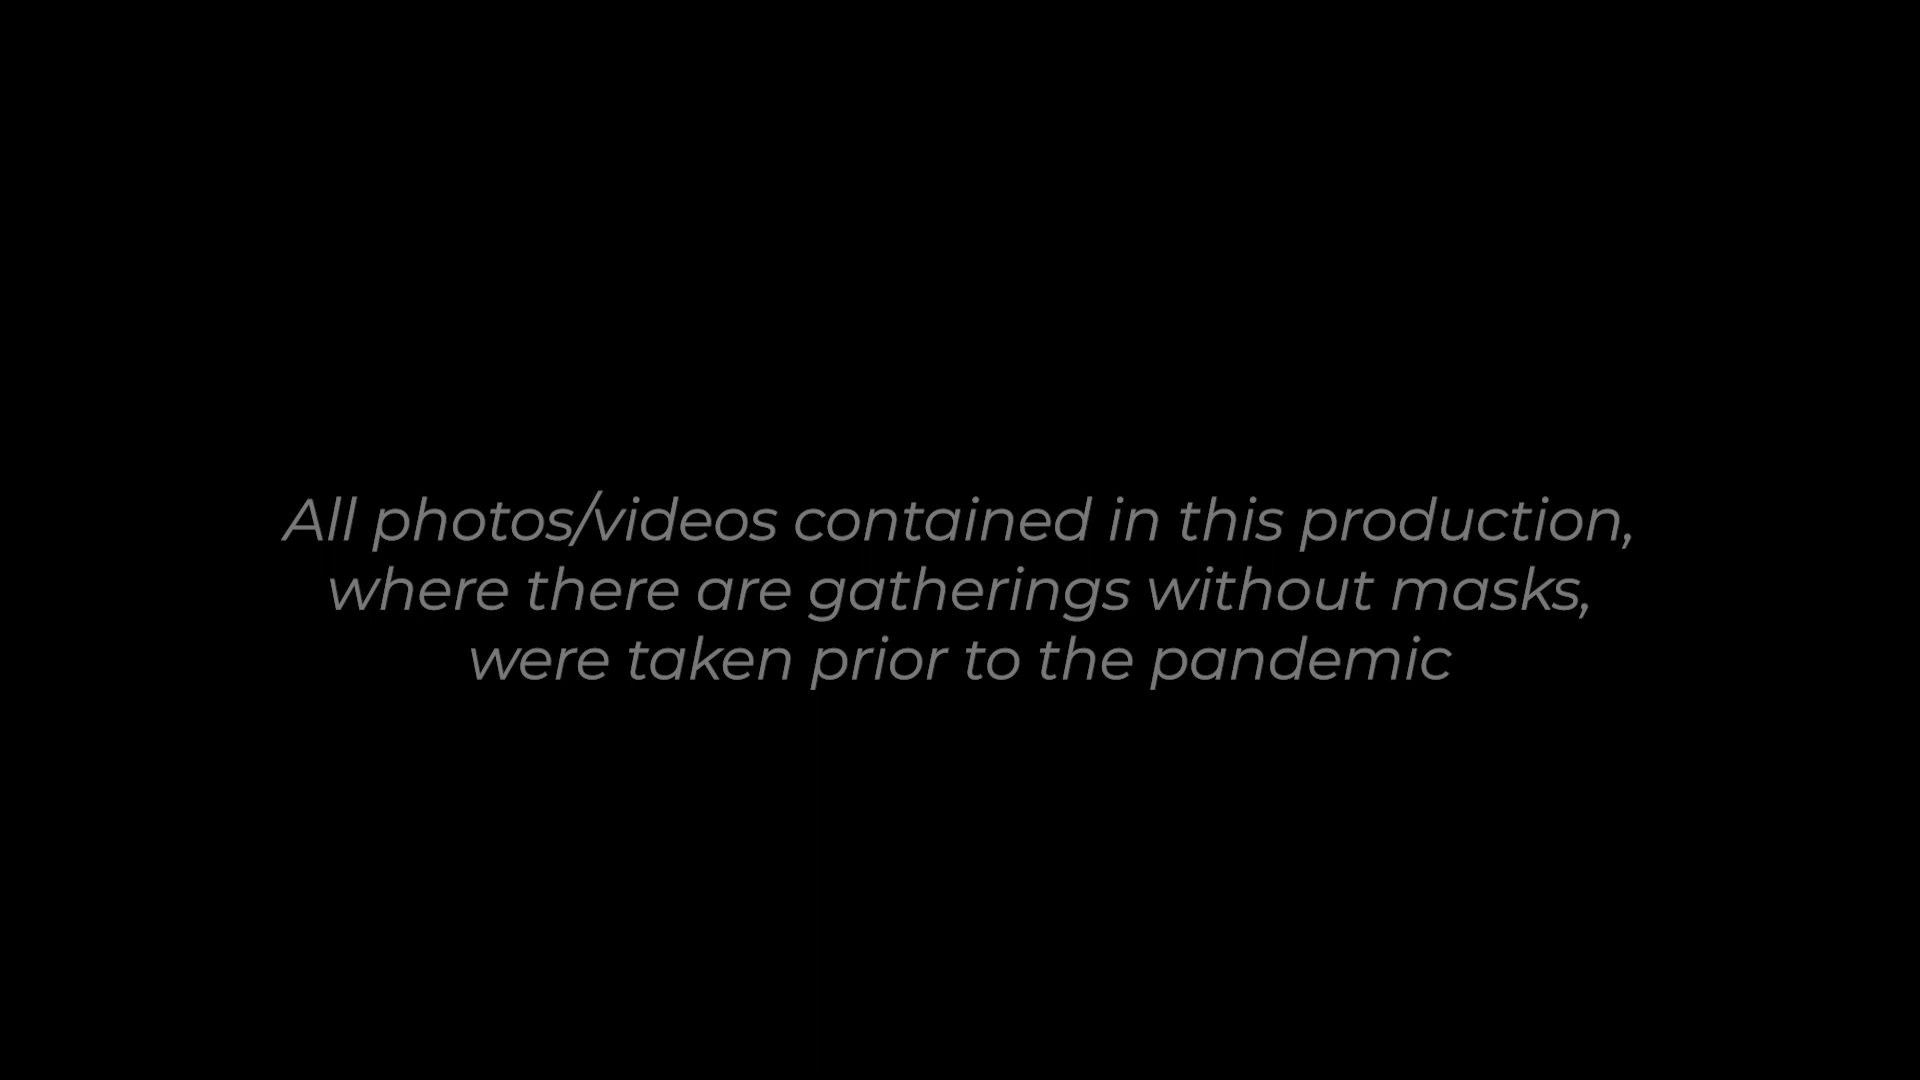 All photos/videos contained in this production,
where there are gatherings without masks,
were taken prior to the pandemic